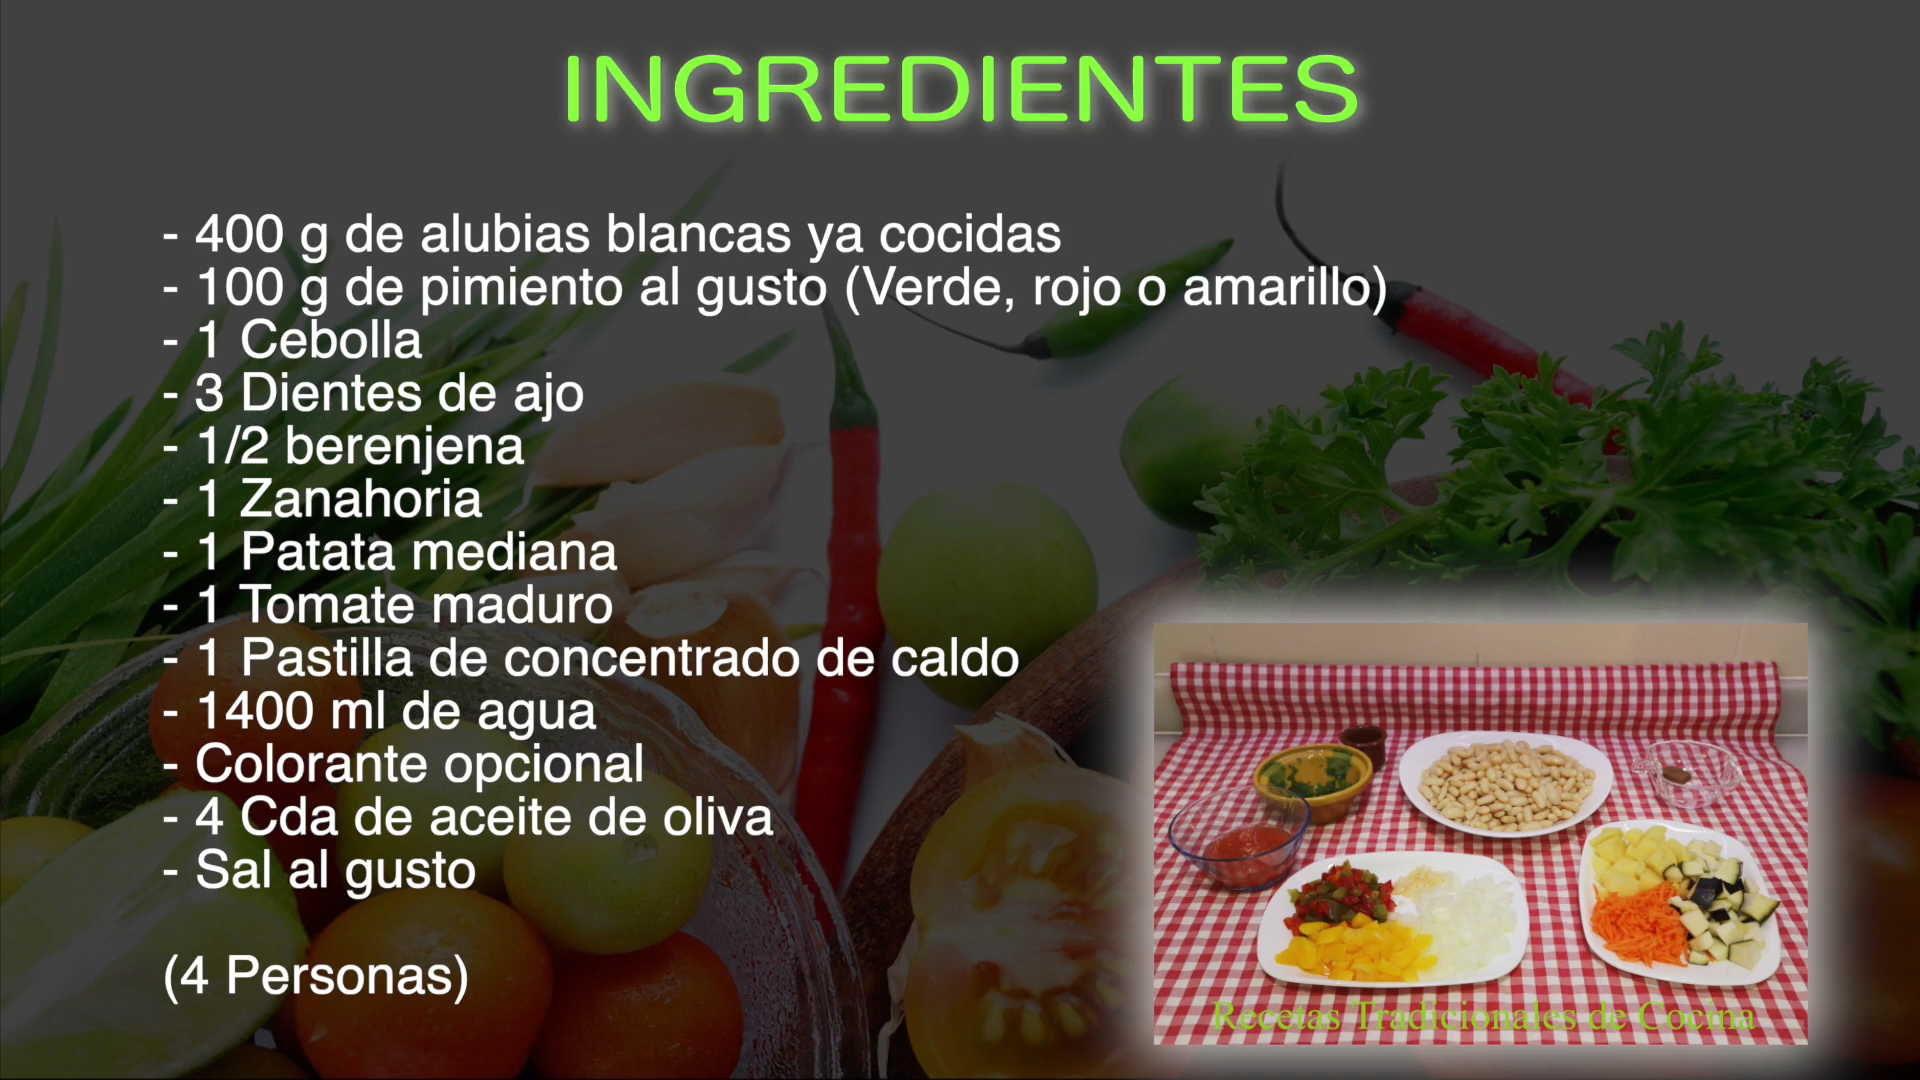 INGREDIENTES
- 400 g de alubias blancas ya cocidas
- 100 g de pimiento al gusto (Verde, rojo o amarillo)
- 1 Cebolla
- 3 Dientes de ajo
- 1/2 berenjena
- 1 Zanahoria
- 1 Patata mediana
- 1 Tomate maduro
- 1 Pastilla de concentrado de caldo
- 1400 ml de agua
- Colorante opcional
- 4 Cda de aceite de oliva
- Sal al gusto
(4 Personas)
Recetas Tradicionales de Cocina